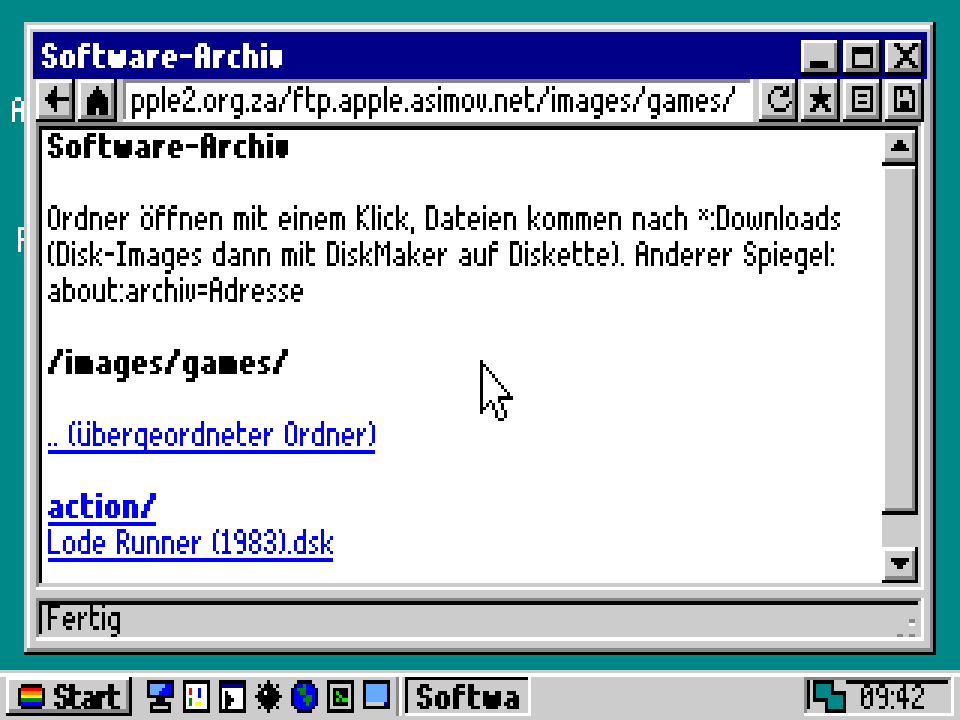 Software-Archiv
pple2.org.za/ftp.apple.asimov.net/images/games/
Software-Archiv
Ordner öffnen mit einem Klick, Dateien kommen nach *:Downloads
(Disk-Images dann mit DiskMaker auf Diskette). Anderer Spiegel:
about:archiv=Adresse
/images/games/
.. (übergeordneter Ordner)
action/
Lode Runner (1983).dsk
Fertig
Start
Softwa
09:42